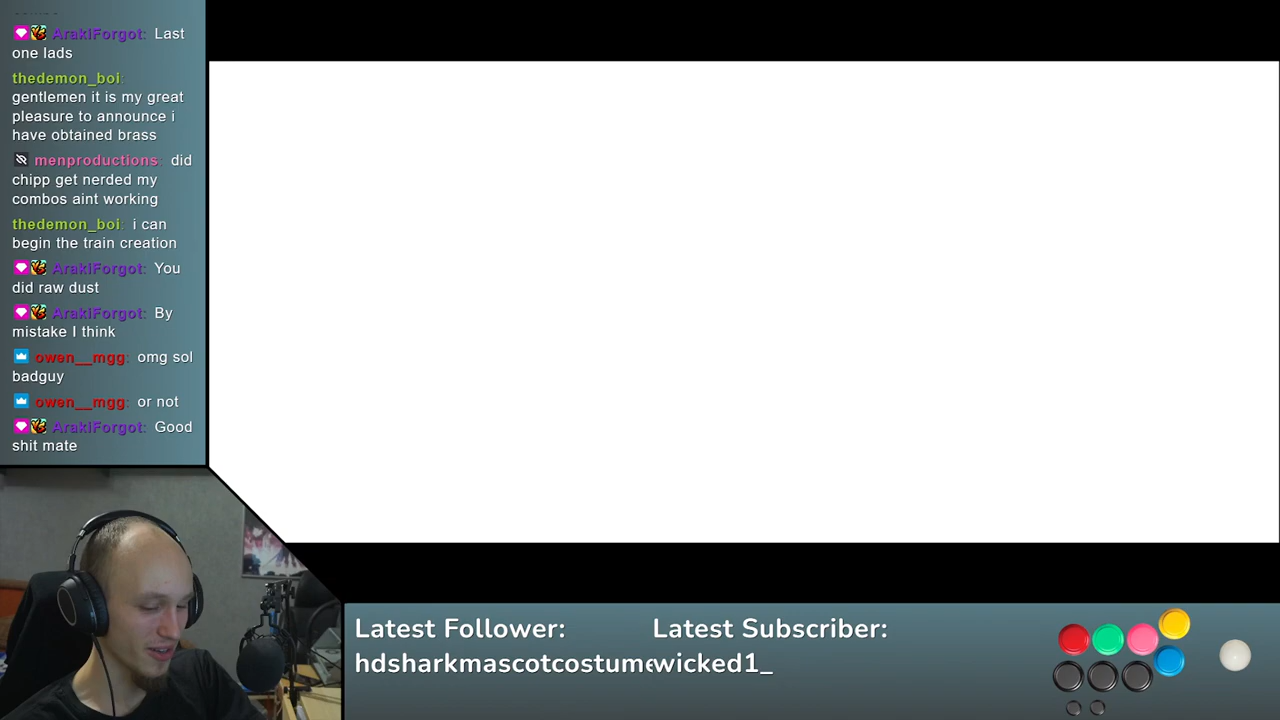 ArakiForgot: Last
one lads
thedemon_boi:
gentlemen it is my great
pleasure to announce i
have obtained brass
menproductions: did
chipp get nerded my
combos aint working
thedemon_boi: i can
begin the train creation
ArakiForgot: You
did raw dust
ArakiForgot: By
mistake I think
owen__mgg: omg sol
badguy
owen__mgg: or not
ArakiForgot: Good
shit mate
Latest Follower:
hdsharkmascotcostume
Latest Subscriber:
wicked1_